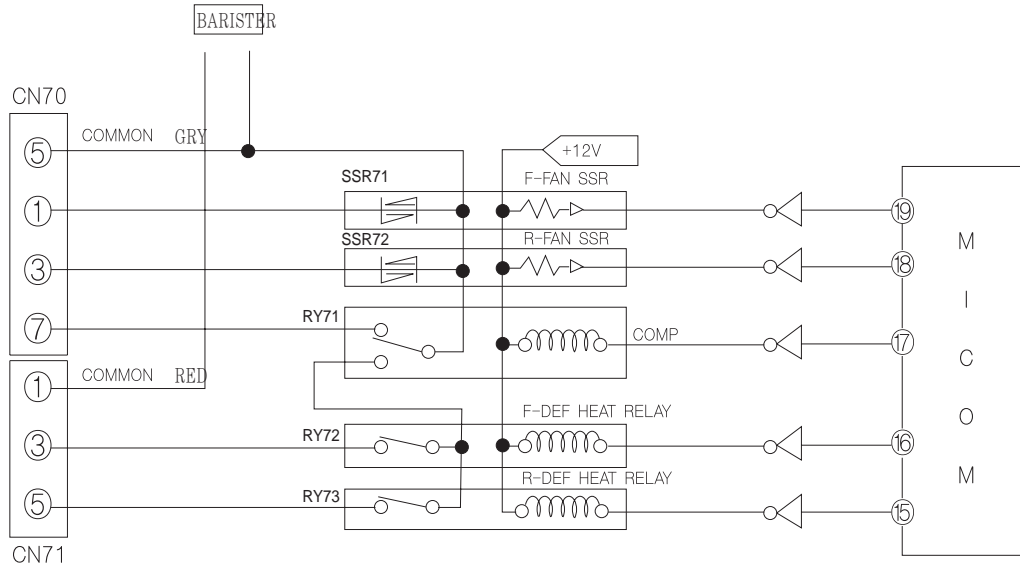 BARISTER
CN70
5 COMMON GRY
+12V
SSR71 F-FAN SSR
1 19
SSR72 R-FAN SSR
3 18
RY71
7 COMP 17
1 COMMON RED
F-DEF HEAT RELAY
RY72
3 16
R-DEF HEAT RELAY
RY73
5 15
CN71
M
I
C
O
M